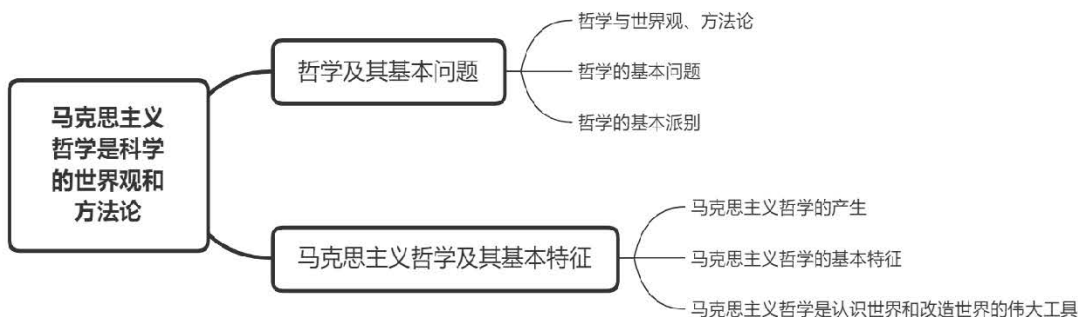 马克思主义
哲学是科学
的世界观和
方法论
哲学及其基本问题
哲学与世界观、方法论
哲学的基本问题
哲学的基本派别
马克思主义哲学及其基本特征
马克思主义哲学的产生
马克思主义哲学的基本特征
马克思主义哲学是认识世界和改造世界的伟大工具